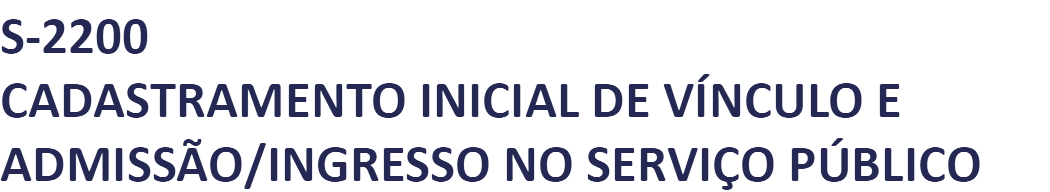 S-2200
CADASTRAMENTO INICIAL DE VÍNCULO E
ADMISSÃO/INGRESSO NO SERVIÇO PÚBLICO